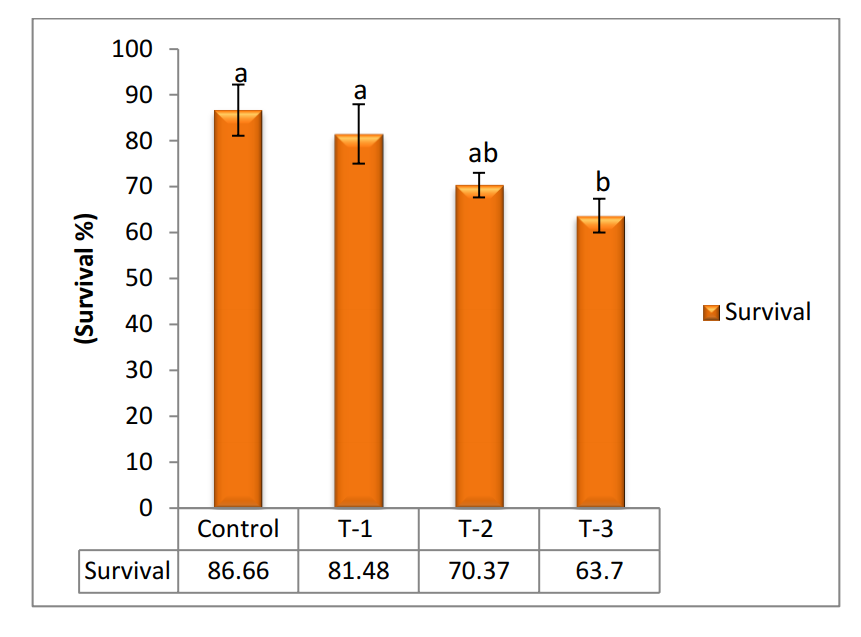 100
90
80
70
60
50
40
30
20
10
0
(Survival %)
a
a
ab
b
Survival
Control T-1 T-2 T-3
Survival 86.66 81.48 70.37 63.7